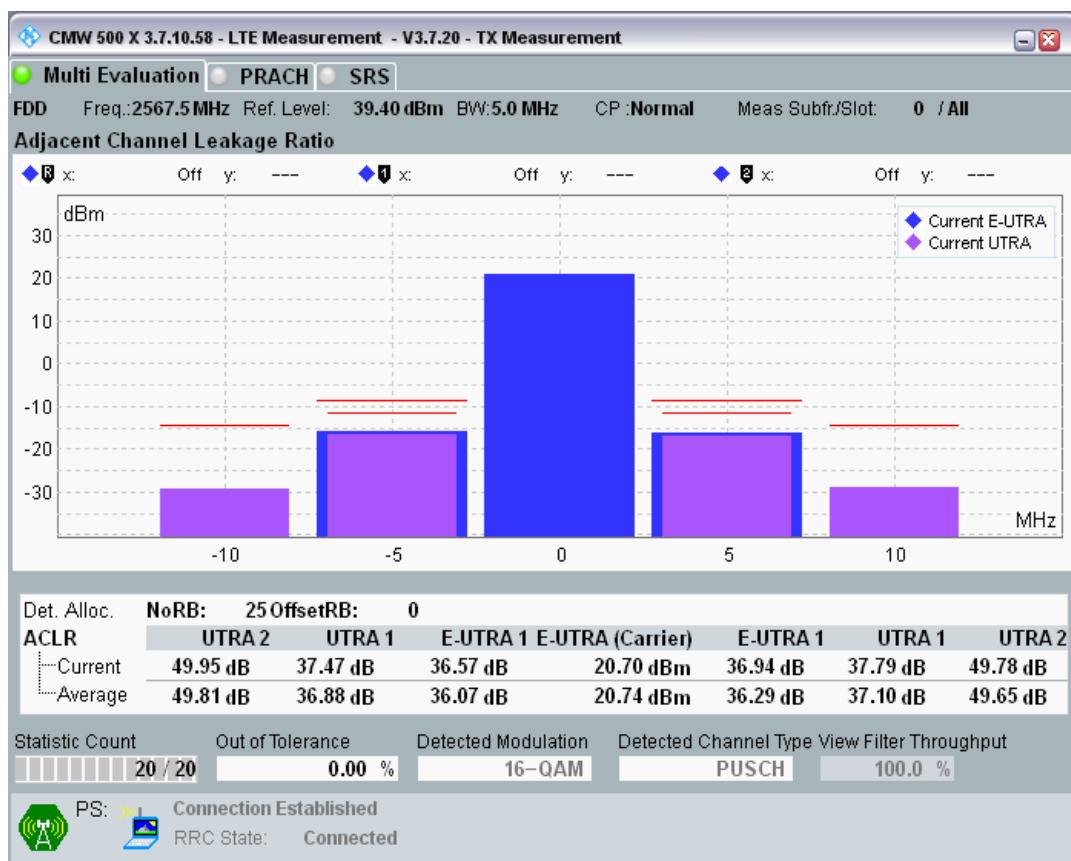 CMW 500 X 3.7.10.58 - LTE Measurement - V3.7.20 - TX Measurement
Multi Evaluation PRACH SRS
FDD Freq.:2567.5 MHz Ref. Level: 39.40 dBm BW:5.0 MHz CP :Normal Meas Subfr./Slot: 0 / All
Adjacent Channel Leakage Ratio
R x: Off y: --- 1 x: Off y: --- 2 x: Off y: ---
dBm
Current E-UTRA
Current UTRA
30
20
10
0
-10
-20
-30
MHz
-10 -5 0 5 10
Det. Alloc. NoRB: 25 OffsetRB: 0
ACLR UTRA 2 UTRA 1 E-UTRA 1 E-UTRA (Carrier) E-UTRA 1 UTRA 1 UTRA 2
Current 49.95 dB 37.47 dB 36.57 dB 20.70 dBm 36.94 dB 37.79 dB 49.78 dB
Average 49.81 dB 36.88 dB 36.07 dB 20.74 dBm 36.29 dB 37.10 dB 49.65 dB
Statistic Count Out of Tolerance Detected Modulation Detected Channel Type View Filter Throughput
20 / 20 0.00 % 16-QAM PUSCH 100.0 %
PS: Connection Established
RRC State: Connected